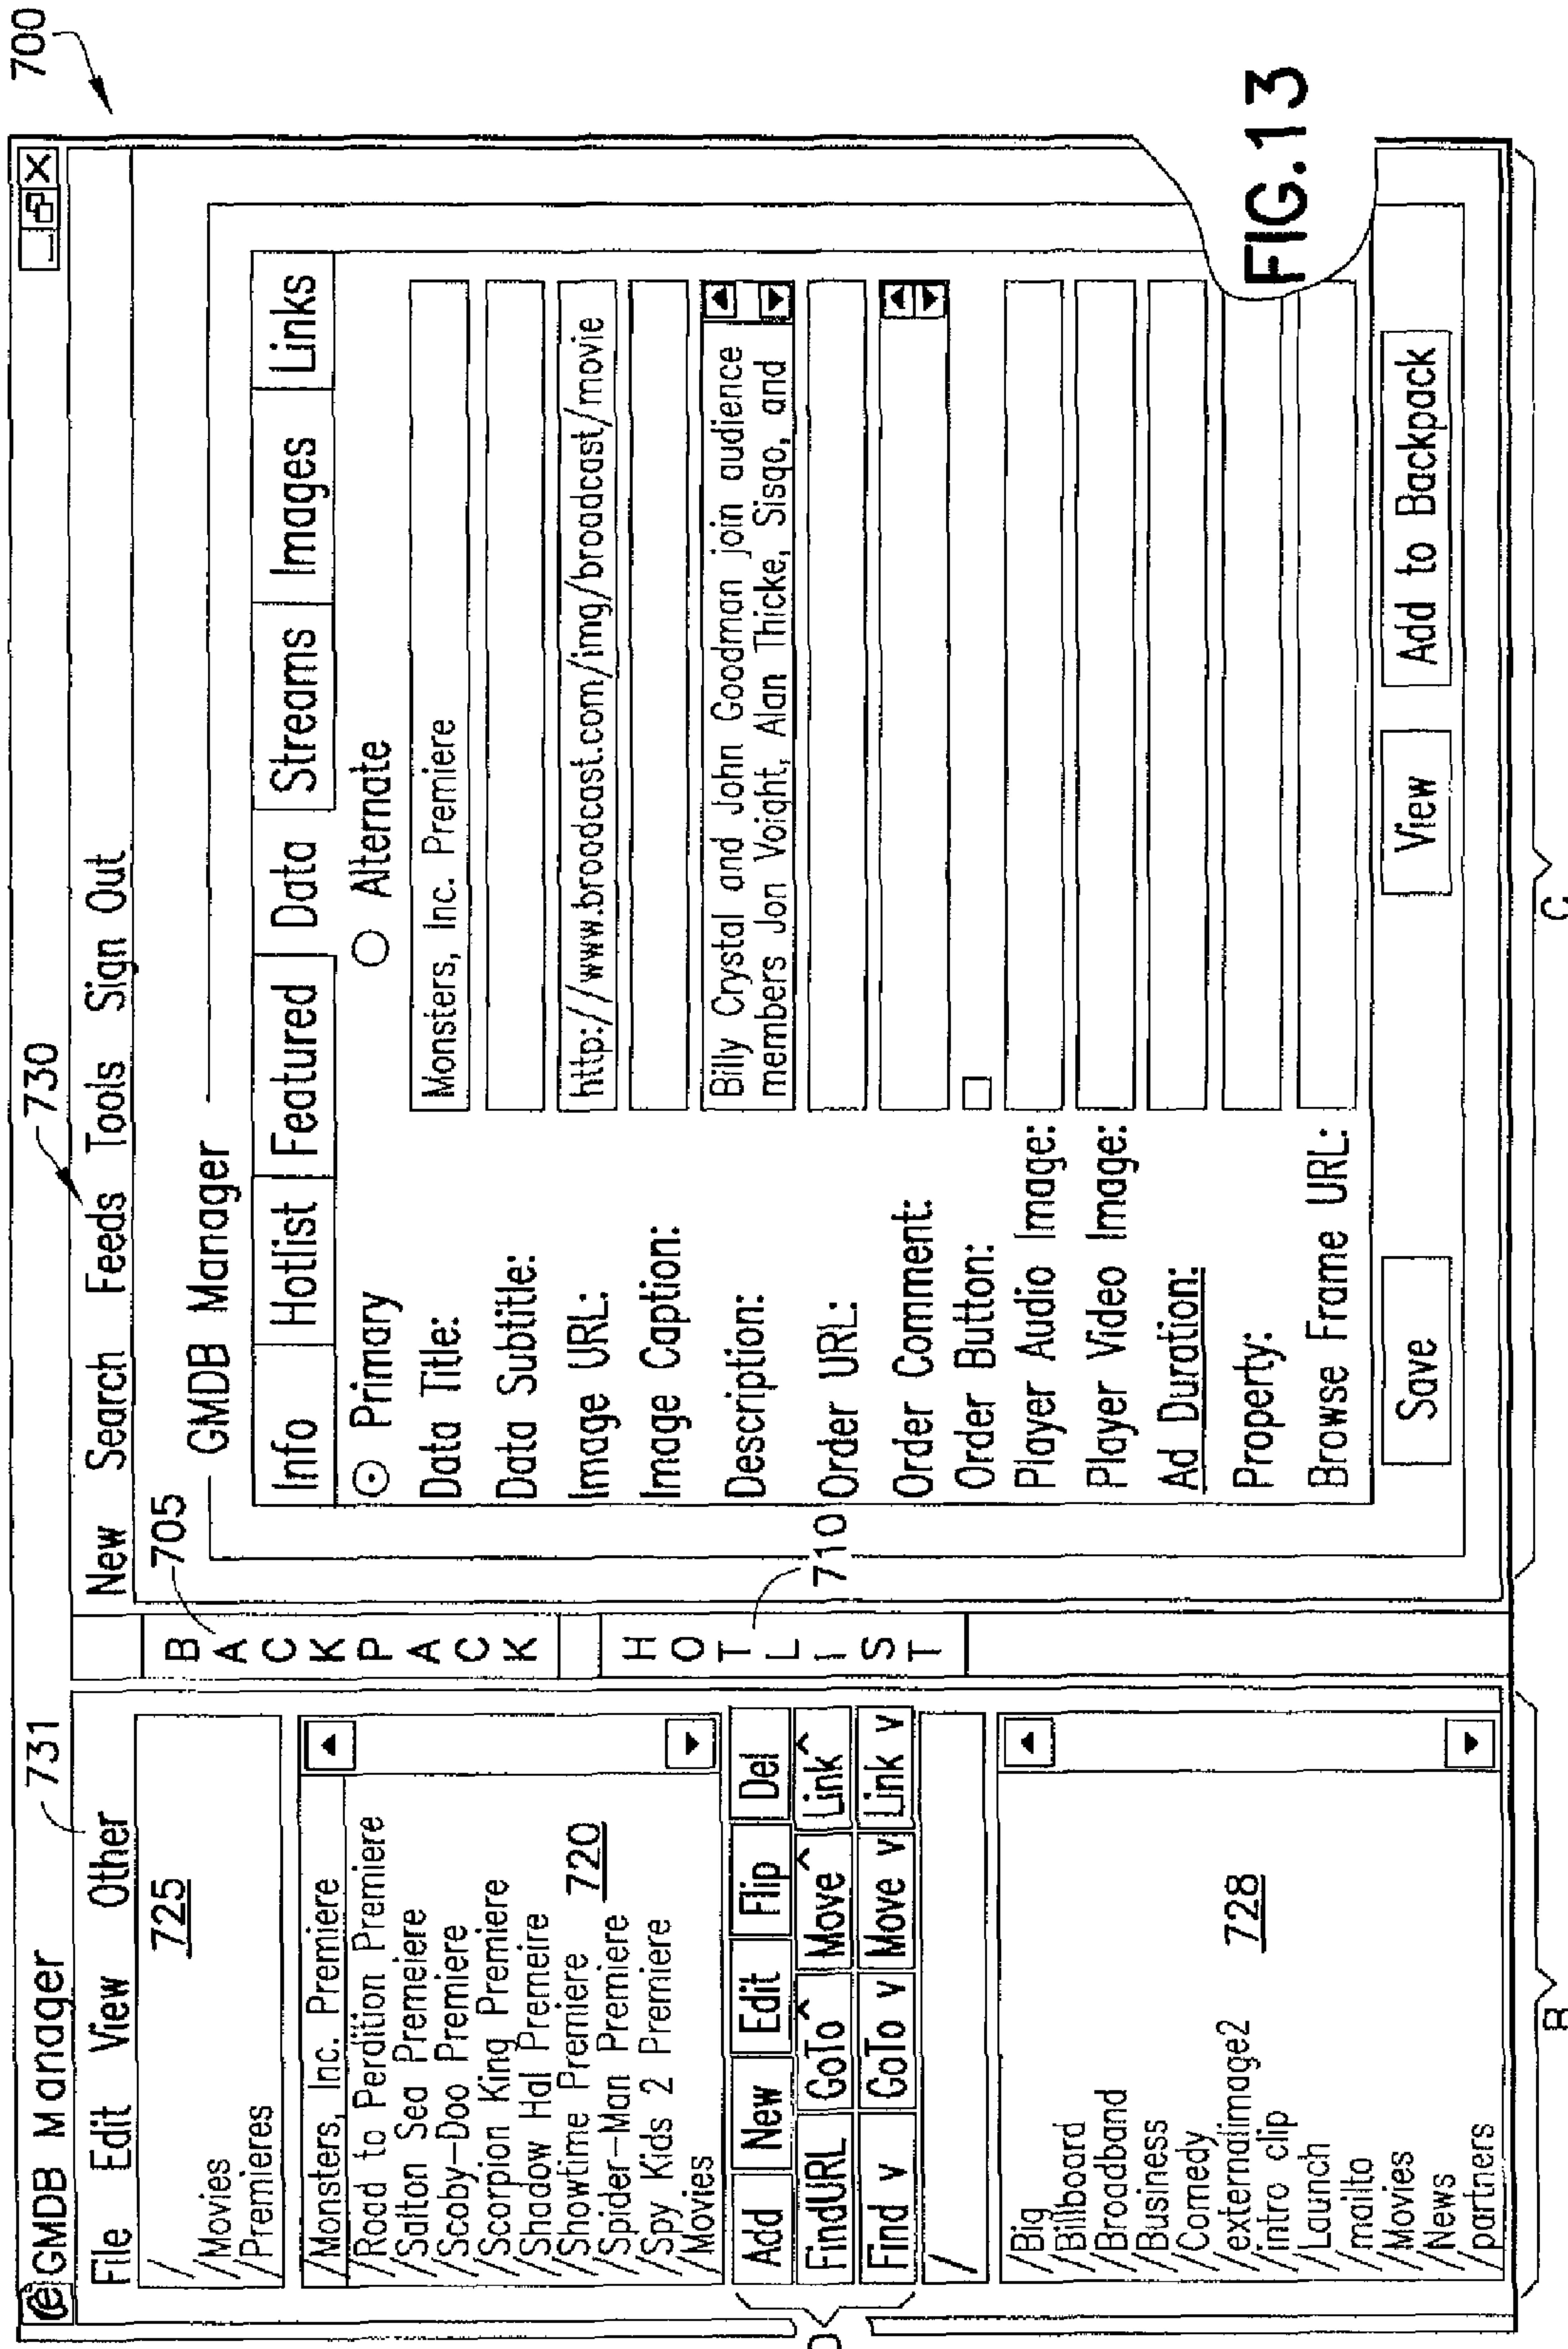 700
@GMDB Manager
731
730
File Edit View Other
New Search Feeds Tools Sign Out
725
/
/Movies
/Premieres
/Monsters, Inc. Premiere
/Road to Perdition Premiere
/Salton Sea Premeiere
/Scoby-Doo Premiere
/Scorpion King Premiere
/Shadow Hal Premeire
/Showtime Premiere
/Spider-Man Premiere
/Spy Kids 2 Premiere
/Movies
720
Add New Edit Flip Del
FindURL GoTo ^ Move ^ Link ^
Find v GoTo v Move v Link v
/
/Big
/Billboard
/Broadband
/Business
/Comedy
/externalimage2
/intro clip
/Launch
/mailto
/Movies
/News
/partners
728
D
B
705
BACKPACK
HOTLIST
710
GMDB Manager
Info Hotlist Featured Data Streams Images Links
Primary Alternate
Data Title: Monsters, Inc. Premiere
Data Subtitle:
Image URL: http://www.broadcast.com/img/broadcast/movie
Image Caption:
Description: Billy Crystal and John Goodman join audience
members Jon Voight, Alan Thicke, Sisqo, and
Order URL:
Order Comment:
Order Button:
Player Audio Image:
Player Video Image:
Ad Duration:
Property:
Browse Frame URL:
Save View Add to Backpack
C
FIG.13